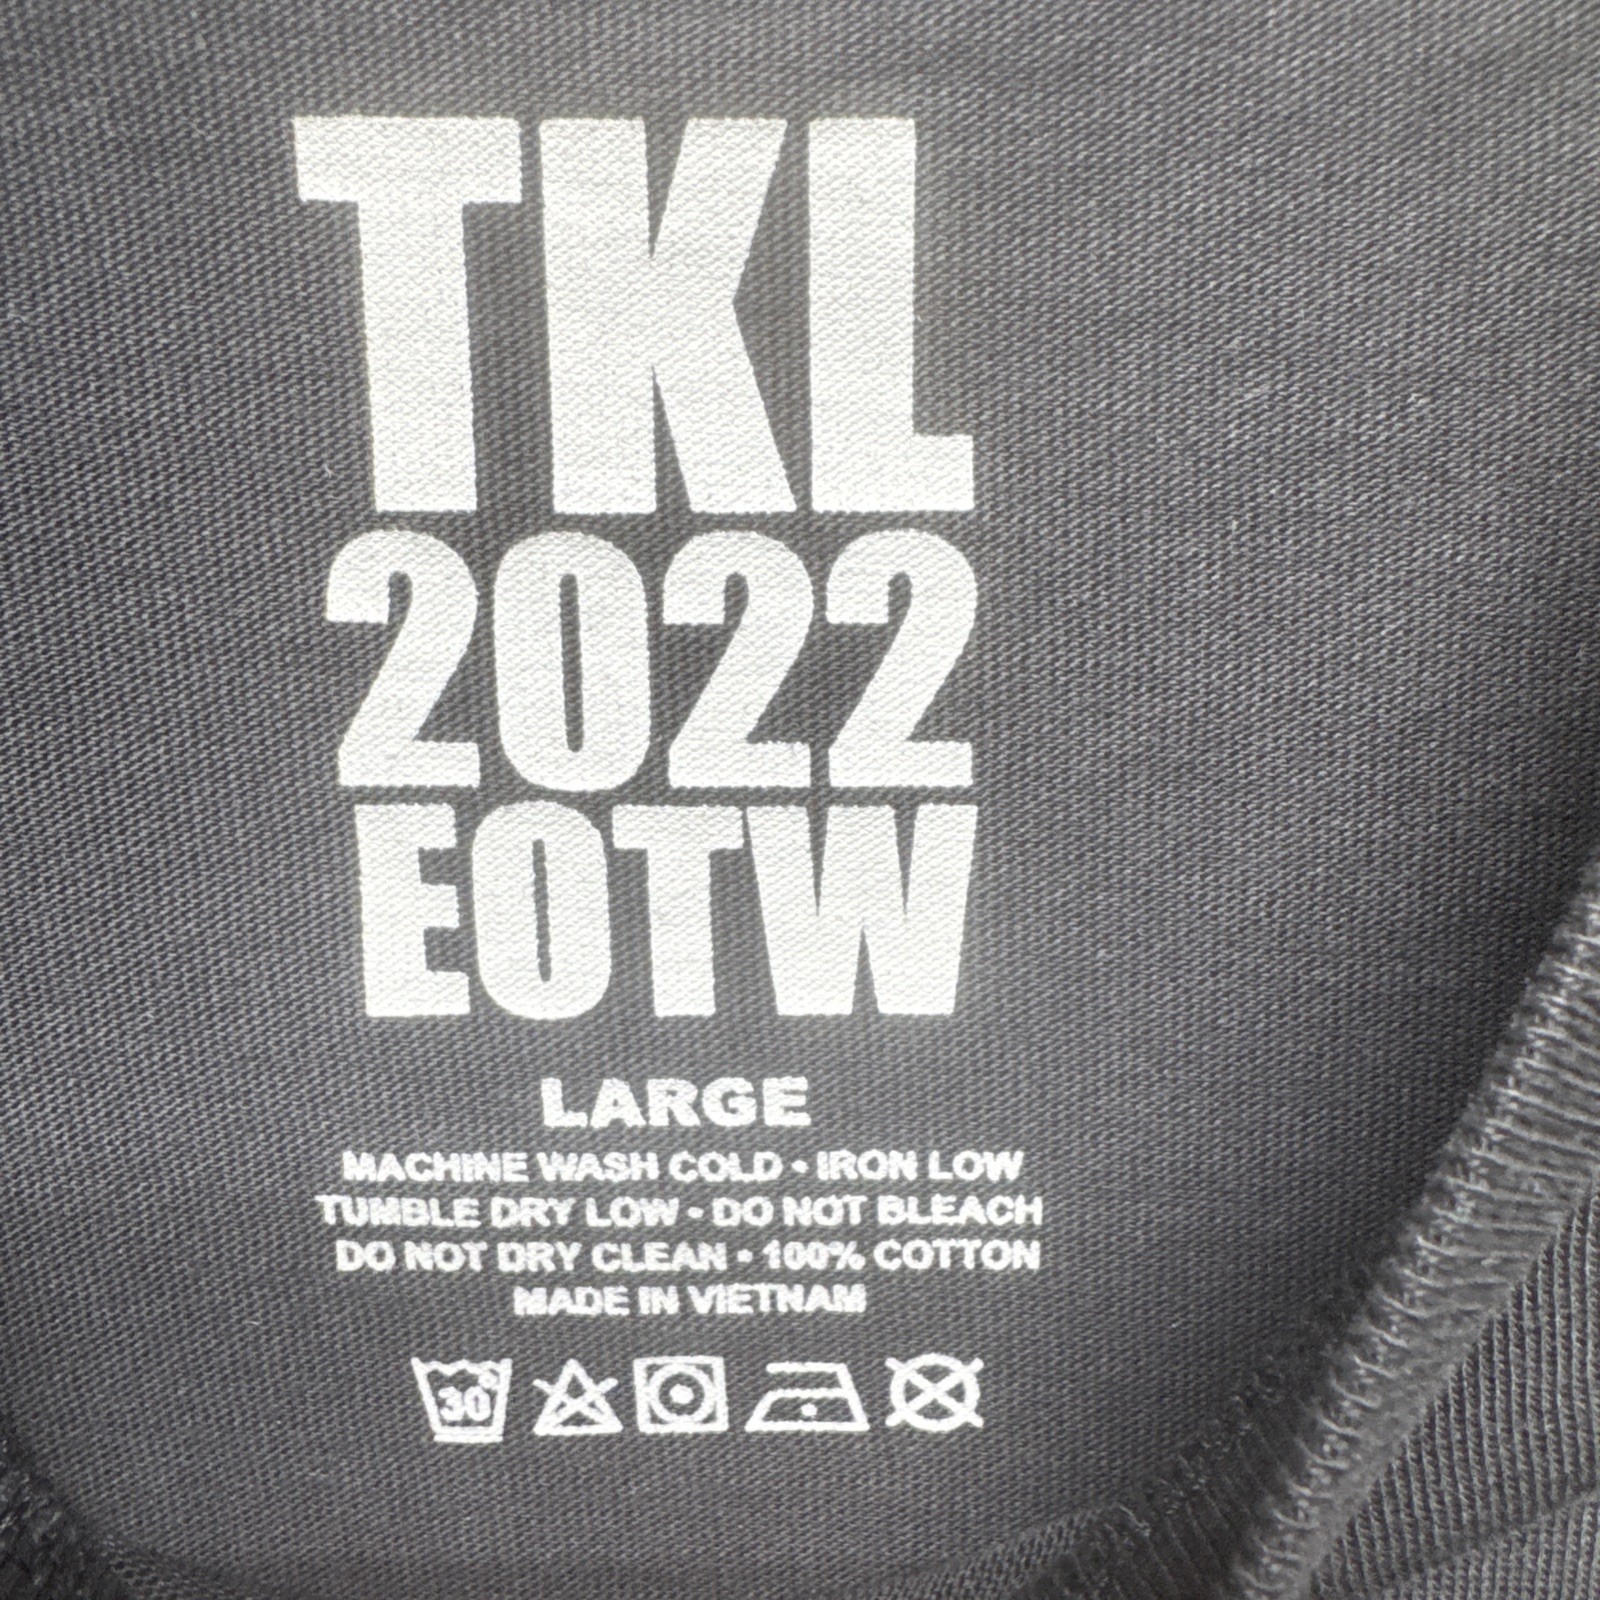 TKL
2022
EOTW
LARGE
MACHINE WASH COLD • IRON LOW
TUMBLE DRY LOW • DO NOT BLEACH
DO NOT DRY CLEAN • 100% COTTON
MADE IN VIETNAM
30